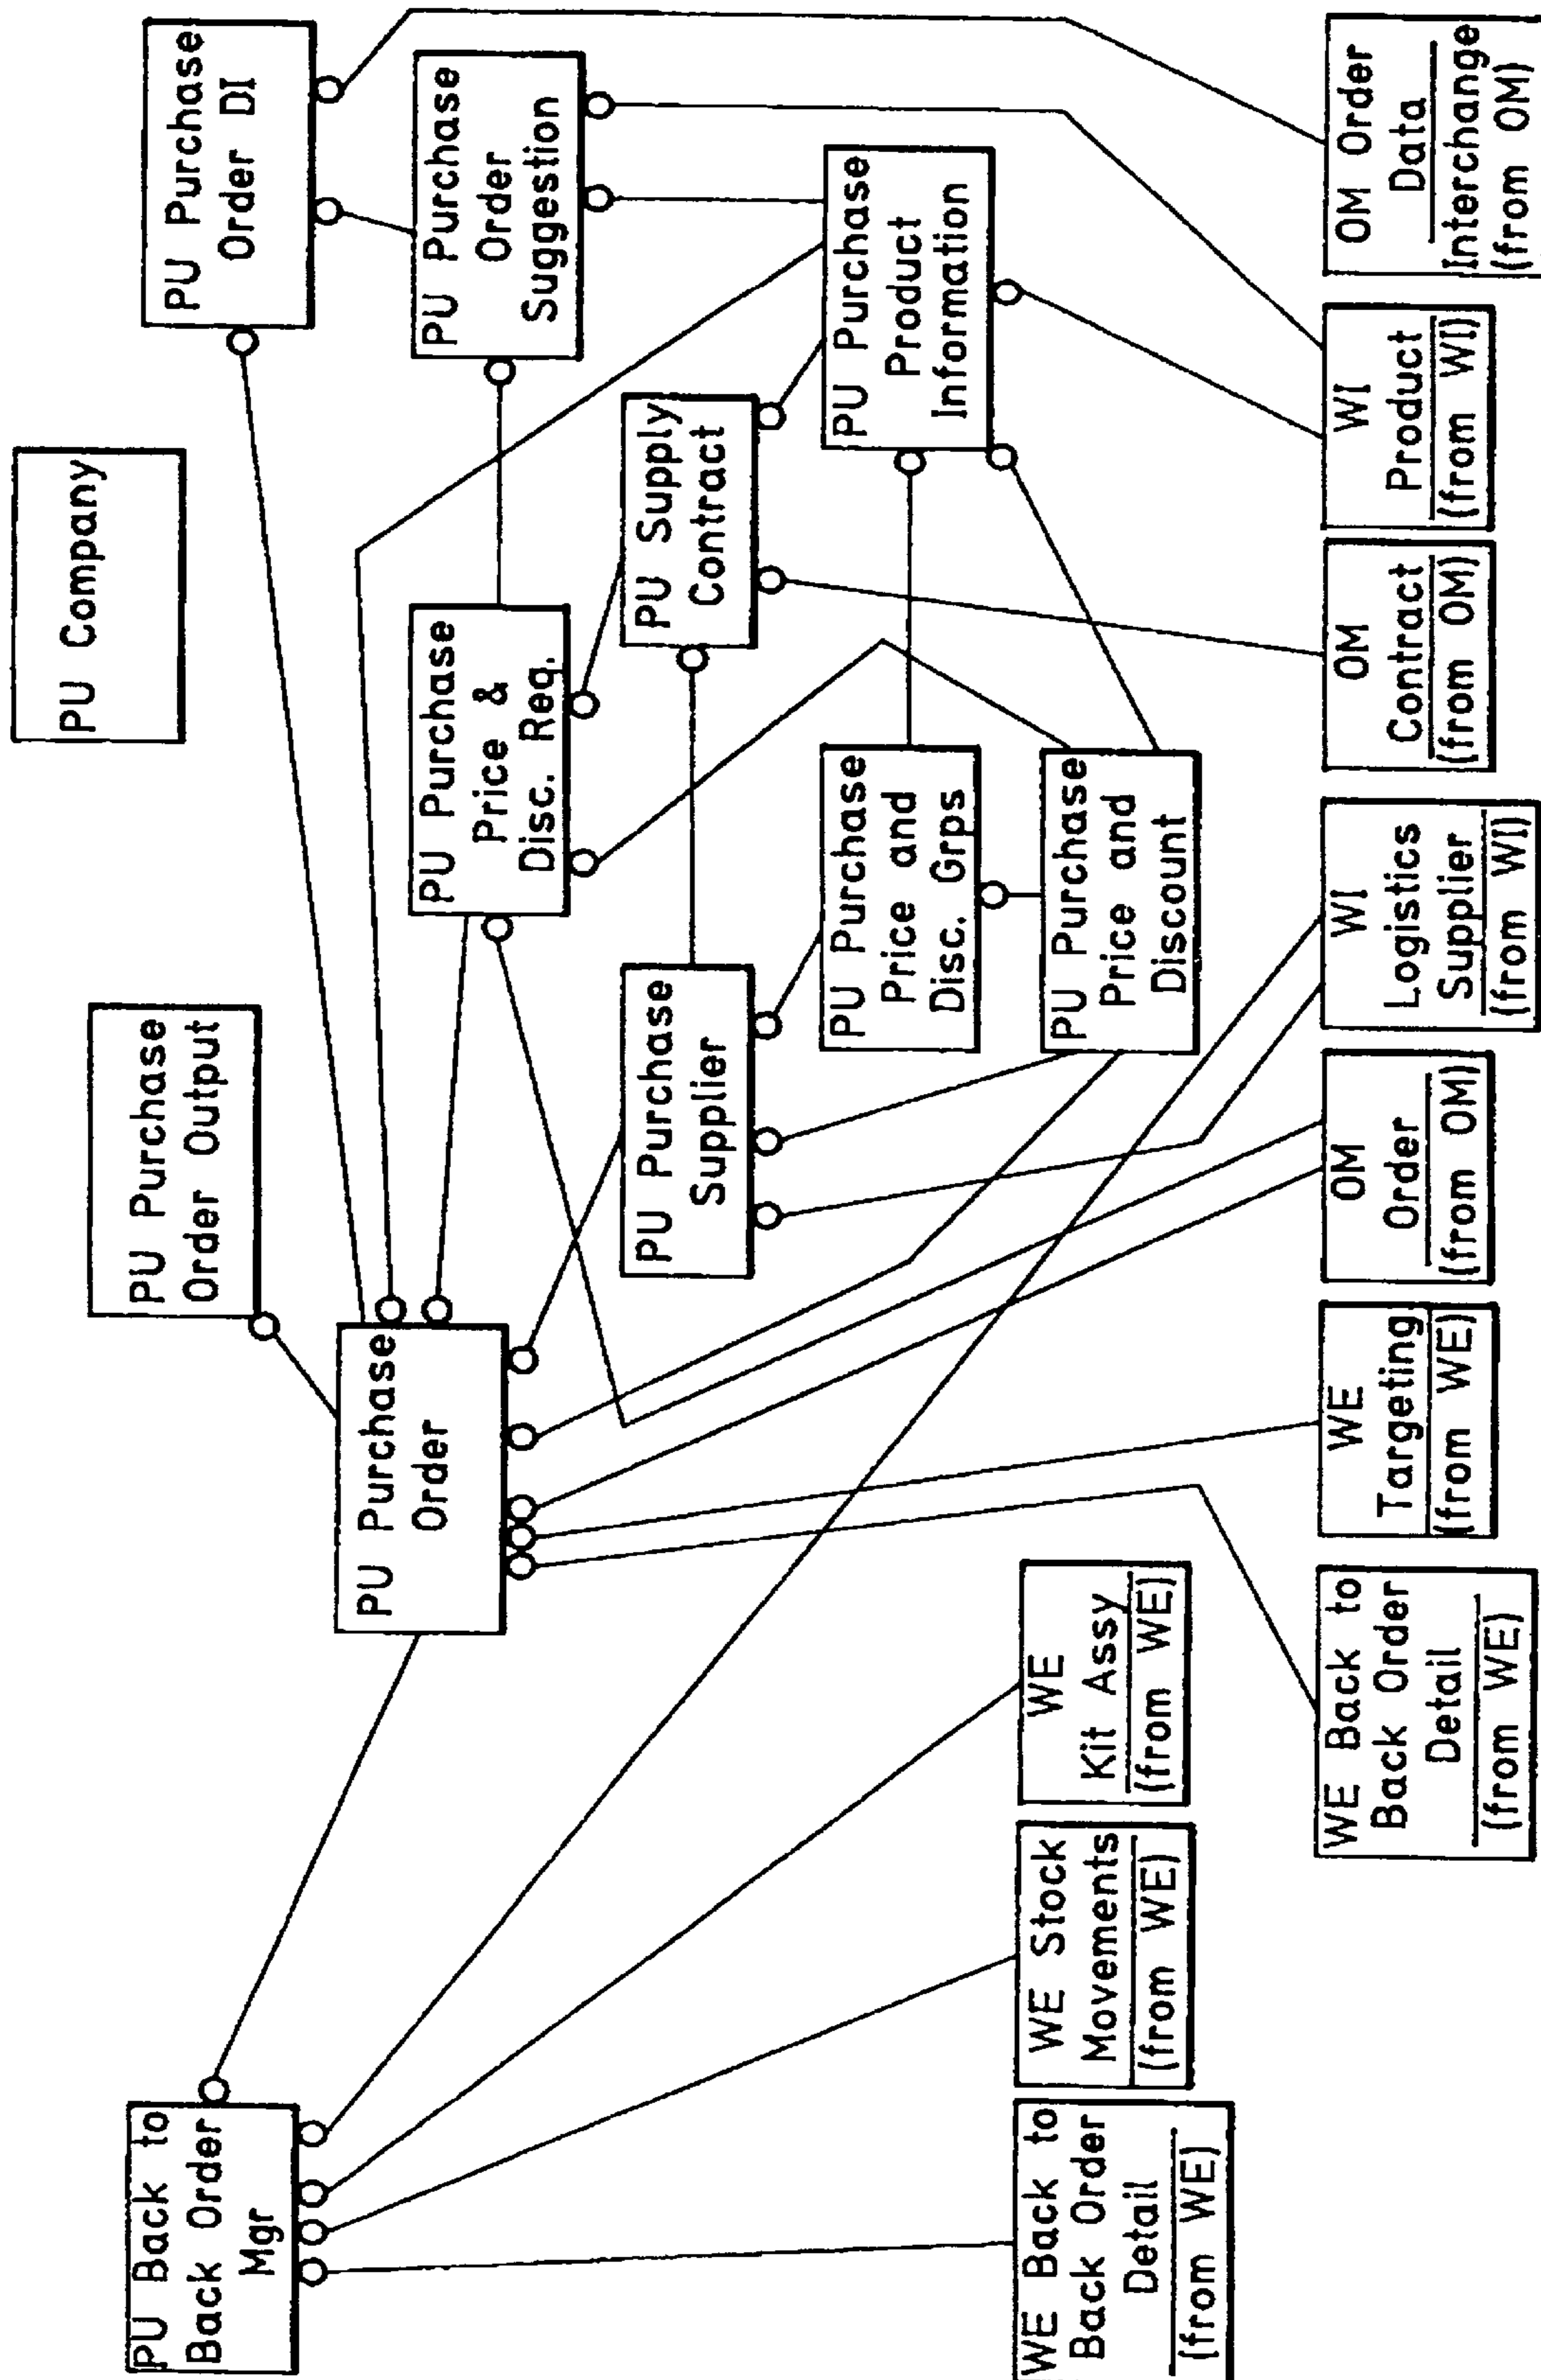 PU Company
PU Back to
Back Order
Mgr
PU Purchase
Order Output
PU Purchase
Order DI
PU Purchase
Order
PU Purchase
Price &
Disc. Req.
PU Purchase
Order
Suggestion
PU Purchase
Supplier
PU Supply
Contract
PU Purchase
Price and
Disc. Grps
PU Purchase
Product
Information
PU Purchase
Price and
Discount
WE Back to
Back Order
Detail
(from WE)
WE Stock
Movements
(from WE)
WE
Kit Assy
(from WE)
WE Back to
Back Order
Detail
(from WE)
WE
Targeting
(from WE)
OM
Order
(from OM)
WI
Logistics
Supplier
(from WI)
OM
Contract
(from OM)
WI
Product
(from WI)
OM Order
Data
Interchange
(from OM)